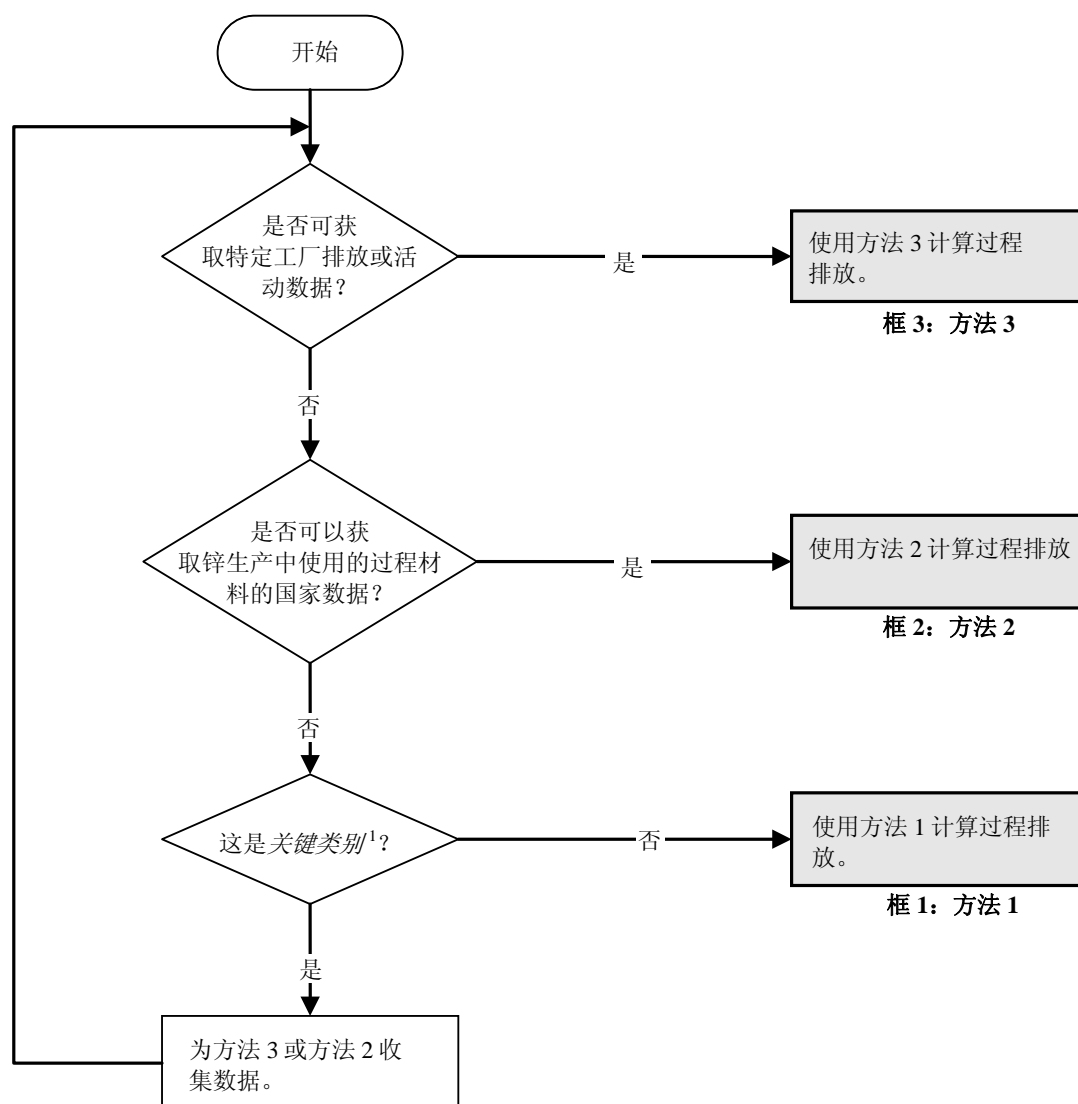 开始
是否可获
取特定工厂排放或活
动数据？
是
使用方法 3 计算过程
排放。
框 3：方法 3
否
是否可以获
取锌生产中使用的过程材
料的国家数据？
是
使用方法 2 计算过程排放
框 2：方法 2
否
这是关键类别1？
否
使用方法 1 计算过程排
放。
框 1：方法 1
是
为方法 3 或方法 2 收
集数据。